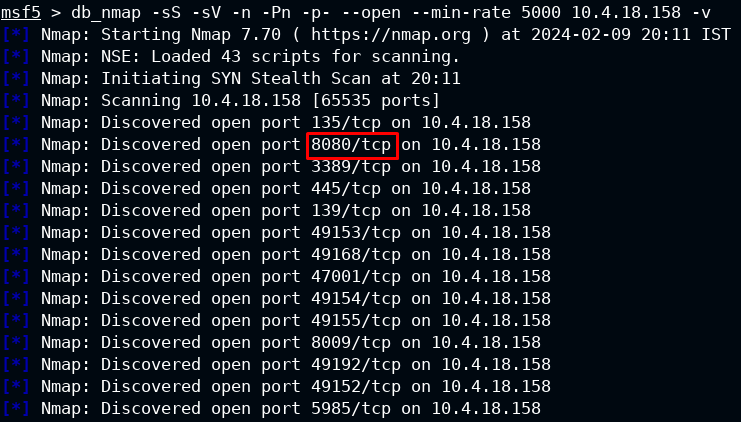 msf5 > db_nmap -sS -sV -n -Pn -p- --open --min-rate 5000 10.4.18.158 -v
[*] Nmap: Starting Nmap 7.70 ( https://nmap.org ) at 2024-02-09 20:11 IST
[*] Nmap: NSE: Loaded 43 scripts for scanning.
[*] Nmap: Initiating SYN Stealth Scan at 20:11
[*] Nmap: Scanning 10.4.18.158 [65535 ports]
[*] Nmap: Discovered open port 135/tcp on 10.4.18.158
[*] Nmap: Discovered open port 8080/tcp on 10.4.18.158
[*] Nmap: Discovered open port 3389/tcp on 10.4.18.158
[*] Nmap: Discovered open port 445/tcp on 10.4.18.158
[*] Nmap: Discovered open port 139/tcp on 10.4.18.158
[*] Nmap: Discovered open port 49153/tcp on 10.4.18.158
[*] Nmap: Discovered open port 49168/tcp on 10.4.18.158
[*] Nmap: Discovered open port 47001/tcp on 10.4.18.158
[*] Nmap: Discovered open port 49154/tcp on 10.4.18.158
[*] Nmap: Discovered open port 49155/tcp on 10.4.18.158
[*] Nmap: Discovered open port 8009/tcp on 10.4.18.158
[*] Nmap: Discovered open port 49192/tcp on 10.4.18.158
[*] Nmap: Discovered open port 49152/tcp on 10.4.18.158
[*] Nmap: Discovered open port 5985/tcp on 10.4.18.158